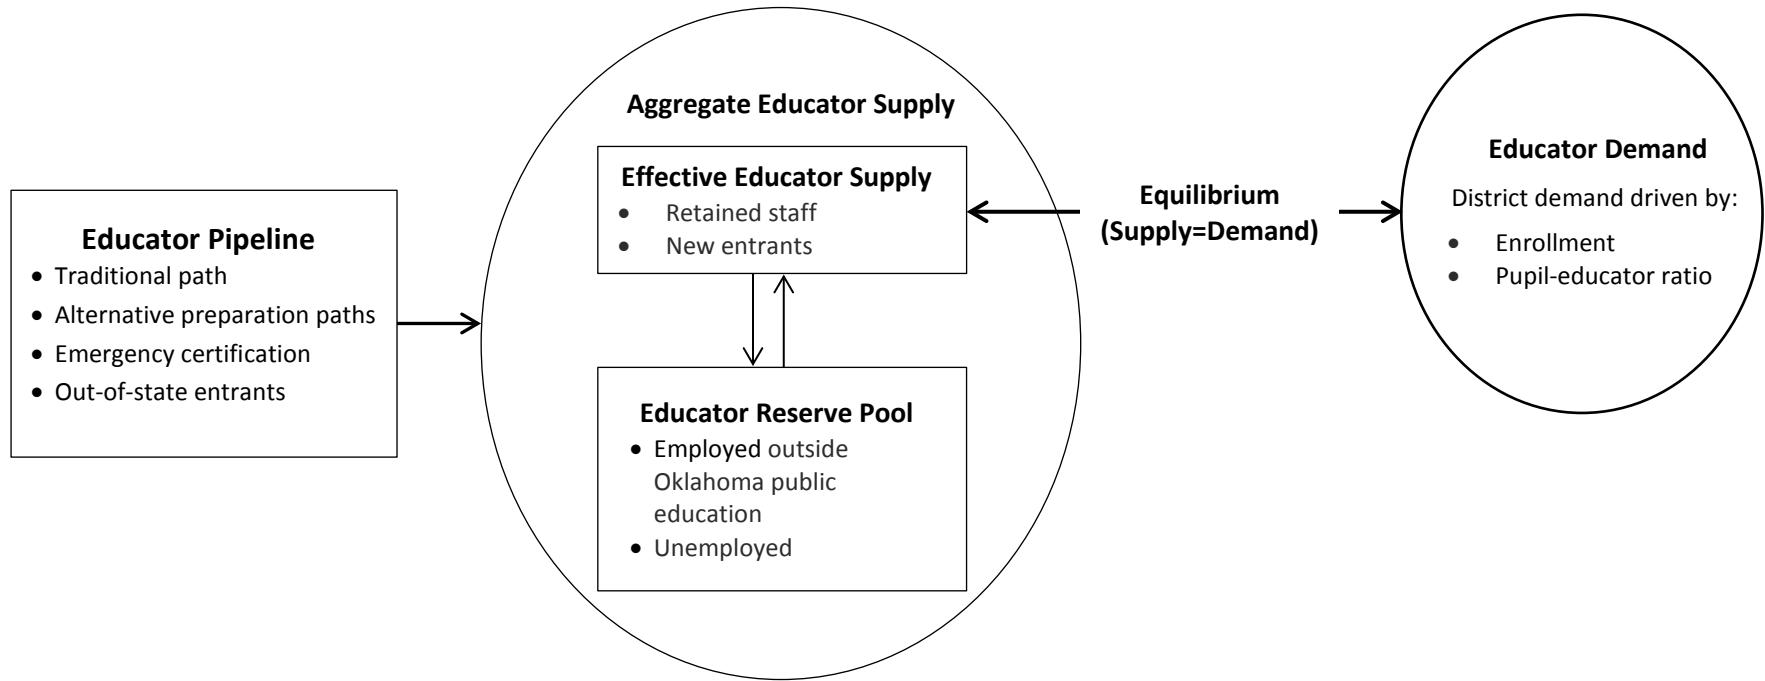 Educator Pipeline
• Traditional path
• Alternative preparation paths
• Emergency certification
• Out-of-state entrants
Aggregate Educator Supply
Effective Educator Supply
• Retained staff
• New entrants
Educator Reserve Pool
• Employed outside
Oklahoma public
education
• Unemployed
Equilibrium
(Supply=Demand)
Educator Demand
District demand driven by:
• Enrollment
• Pupil-educator ratio